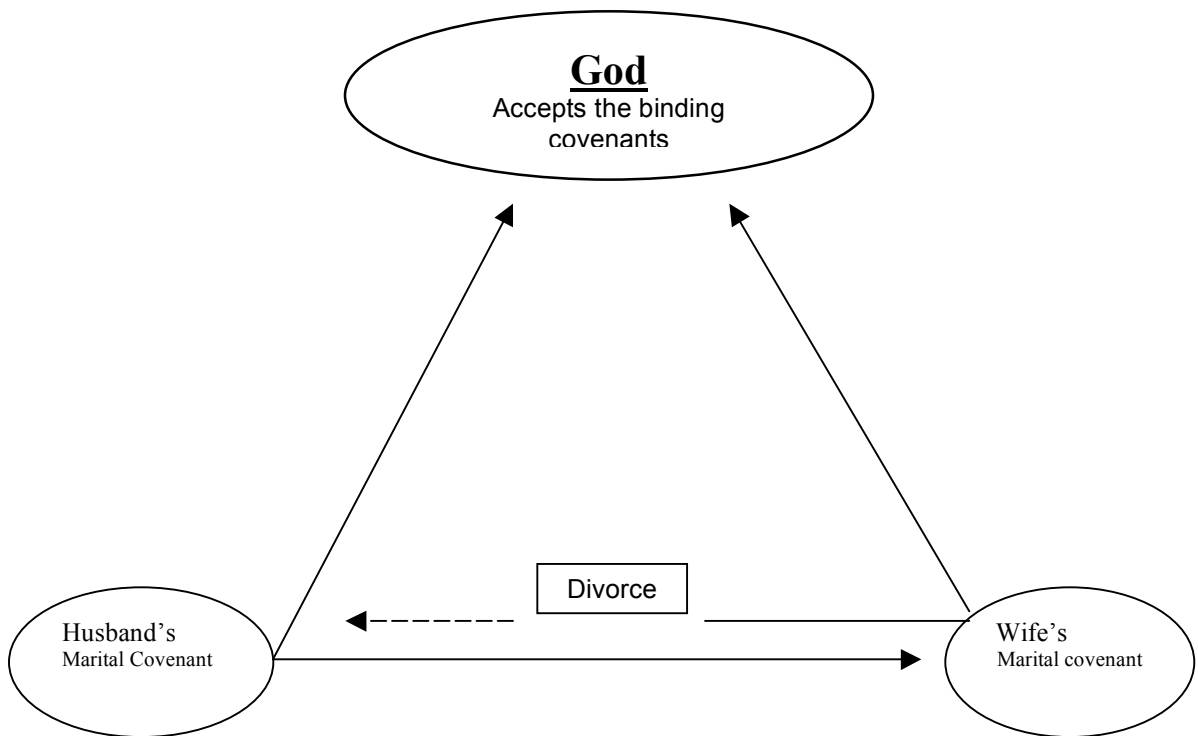 God
Accepts the binding
covenants
Divorce
Husband’s
Marital Covenant
Wife’s
Marital covenant